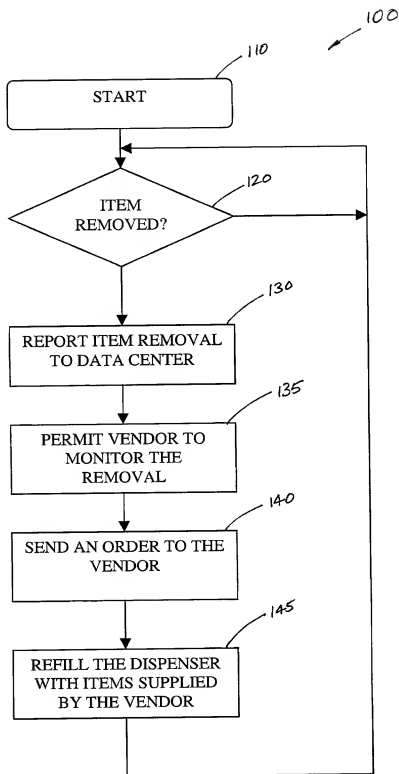 100
110
START
120
ITEM
REMOVED?
130
REPORT ITEM REMOVAL
TO DATA CENTER
135
PERMIT VENDOR TO
MONITOR THE
REMOVAL
140
SEND AN ORDER TO THE
VENDOR
145
REFILL THE DISPENSER
WITH ITEMS SUPPLIED
BY THE VENDOR